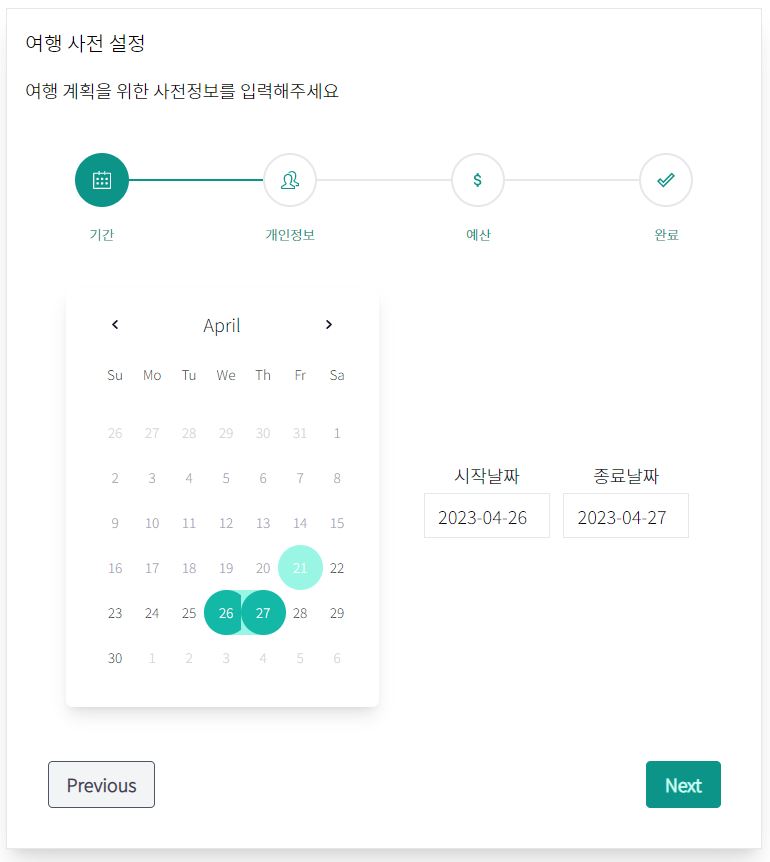 여행 사전 설정
여행 계획을 위한 사전정보를 입력해주세요
$
기간 개인정보 예산 완료
April
Su Mo Tu We Th Fr Sa
26 27 28 29 30 31 1
2 3 4 5 6 7 8
9 10 11 12 13 14 15
16 17 18 19 20 21 22
23 24 25 26 27 28 29
30 1 2 3 4 5 6
시작날짜 종료날짜
2023-04-26 2023-04-27
Previous Next